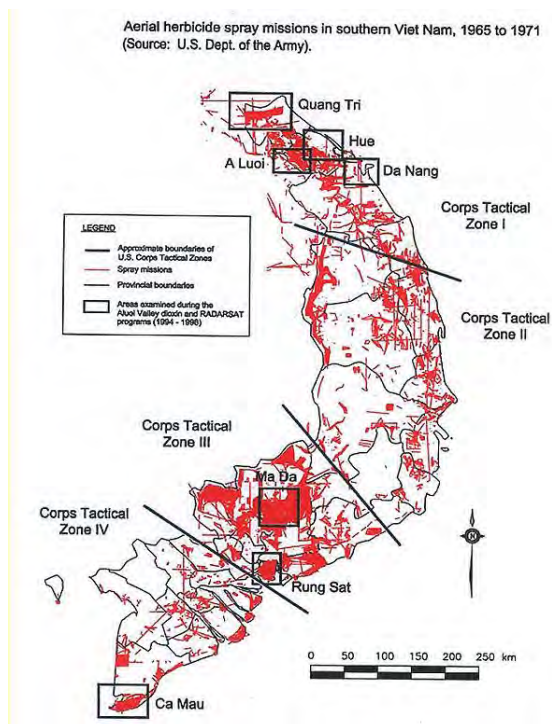 Aerial herbicide spray missions in southern Viet Nam, 1965 to 1971
(Source: U.S. Dept. of the Army).
Quang Tri
Hue
A Luoi
Da Nang
Corps Tactical
Zone I
LEGEND
Approximate boundaries of
U.S. Corps Tactical Zones
Spray missions
Provincial boundaries
Areas examined during the
Aluoi Valley dioxin and RADARSAT
programs (1994 - 1998)
Corps Tactical
Zone II
Corps Tactical
Zone III
Ma Da
Corps Tactical
Zone IV
Rung Sat
N
0 50 100 150 200 250 km
Ca Mau